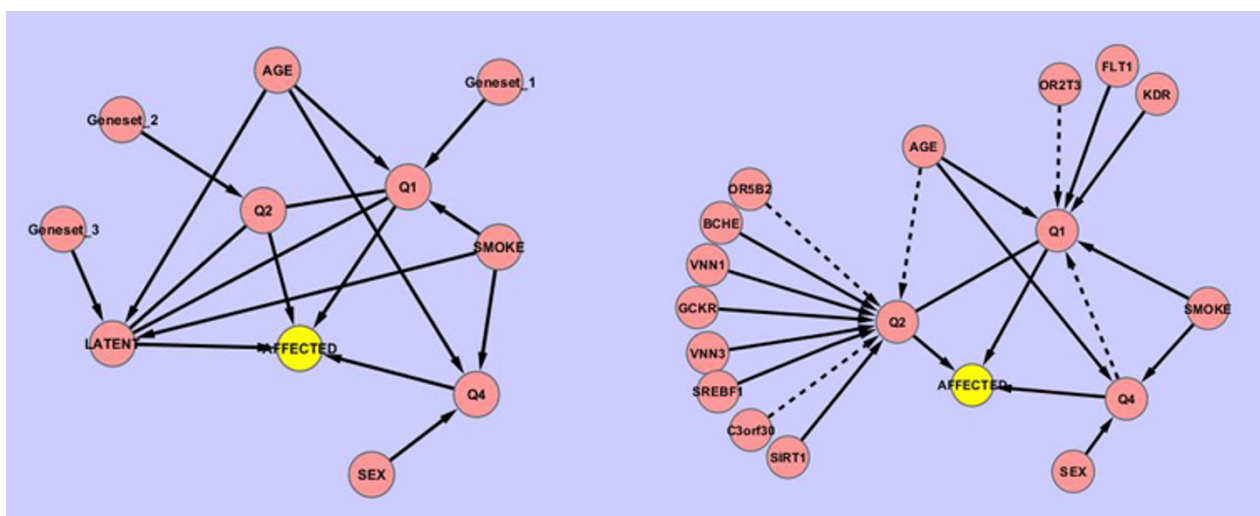 AGE
Geneset_1
Geneset_2
Q1
Q2
Geneset_3
SMOKE
LATENT
AFFECTED
Q4
SEX
FLT1
OR2T3
KDR
AGE
OR5B2
BCHE
Q1
VNN1
GCKR
SMOKE
Q2
VNN3
AFFECTED
SREBF1
Q4
C3orf30
SIRT1
SEX